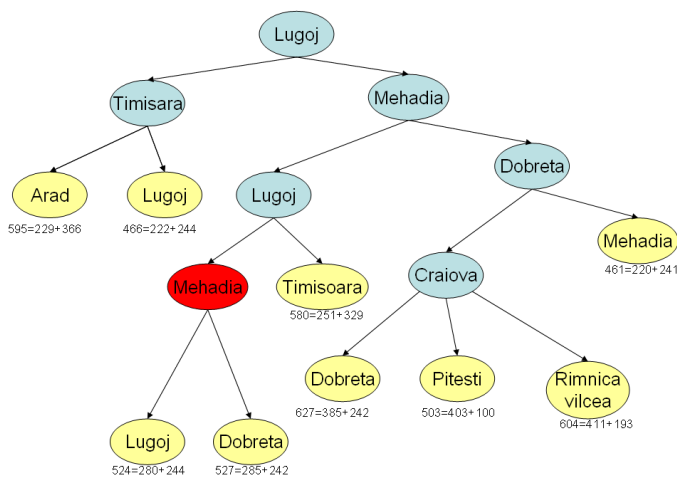 Lugoj
Timisara
Mehadia
Dobreta
Arad
Lugoj
Lugoj
595=229+366
466=222+244
Mehadia
461=220+241
Mehadia
Timisoara
Craiova
580=251+329
Dobreta
Pitesti
Rimnica
vilcea
627=385+242
503=403+100
604=411+193
Lugoj
Dobreta
524=280+244
527=285+242